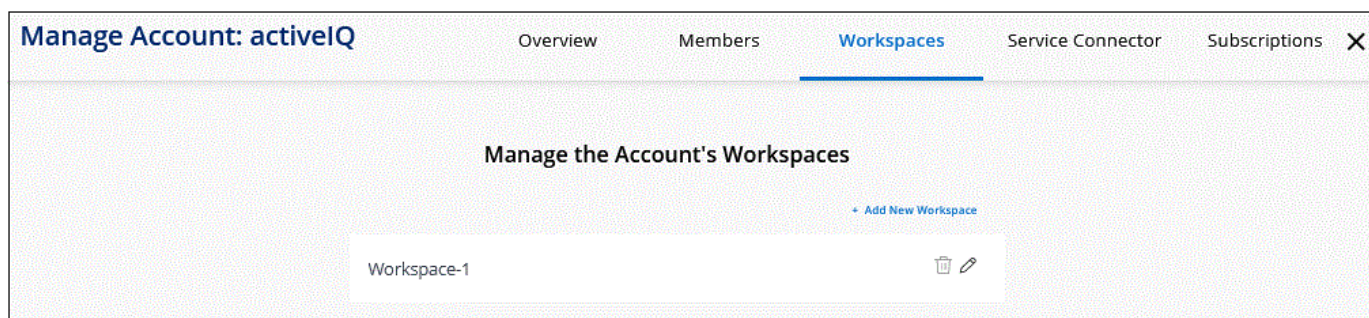 Manage Account: activeIQ
Overview Members Workspaces Service Connector Subscriptions
Manage the Account's Workspaces
+ Add New Workspace
Workspace-1